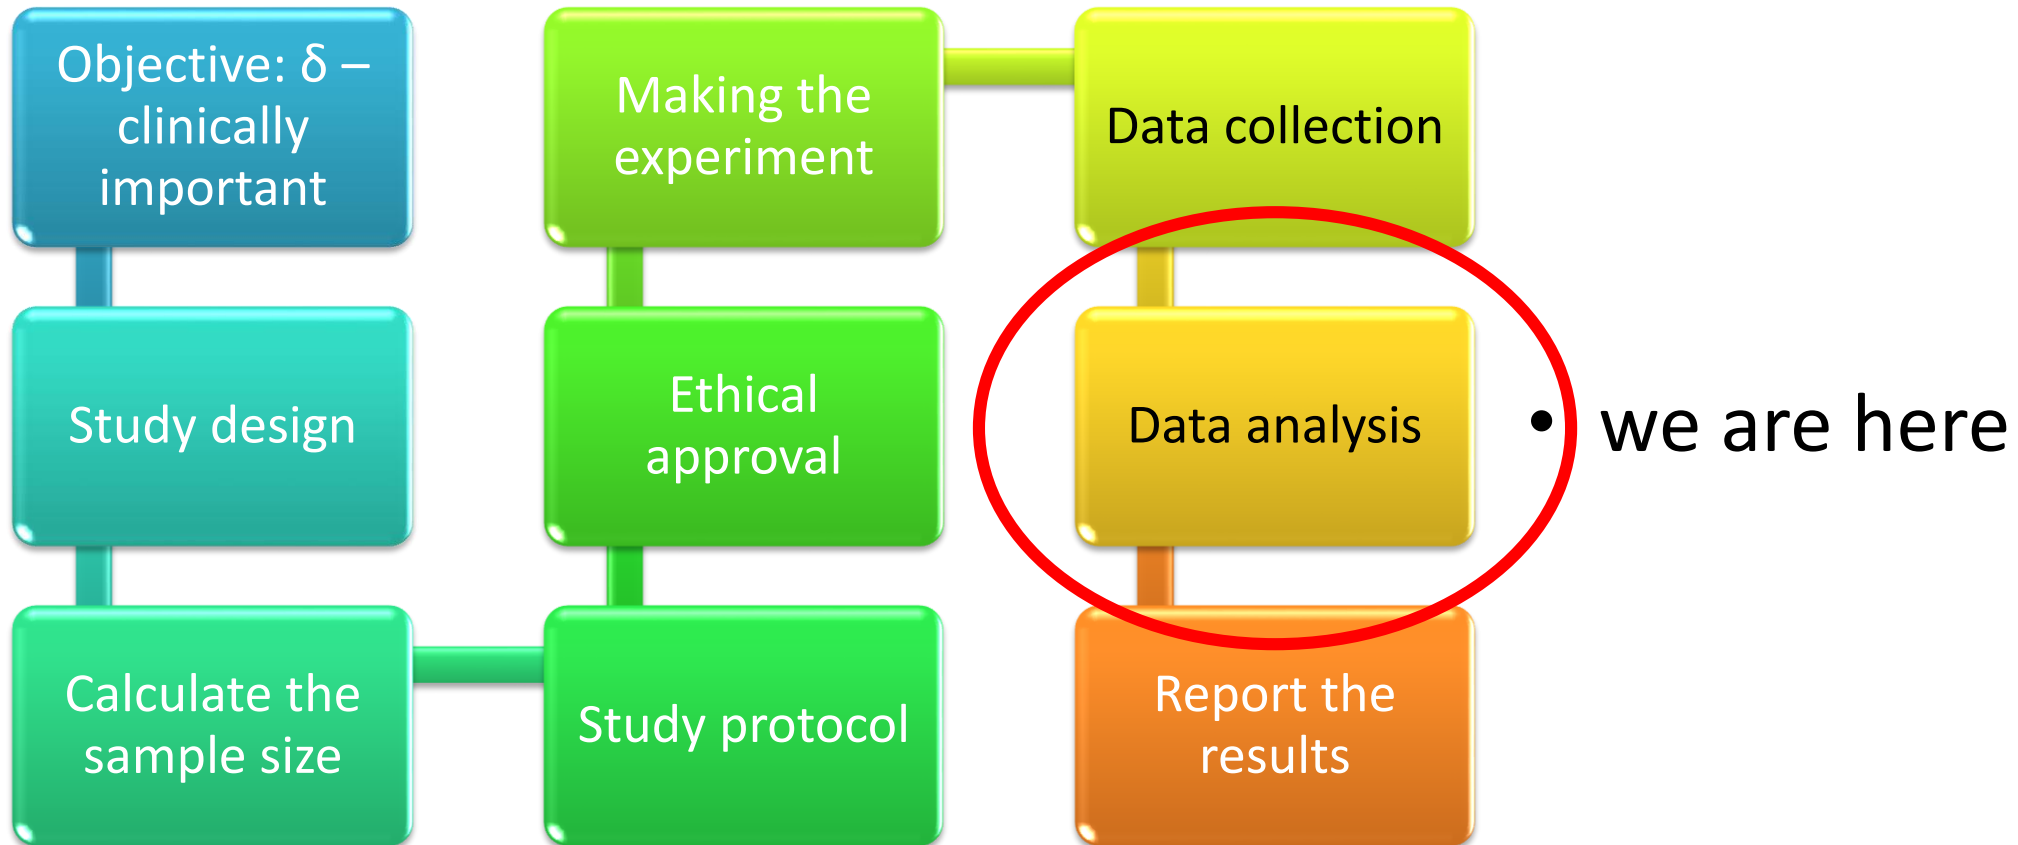 Objective: δ –
clinically
important
Study design
Calculate the
sample size
Study protocol
Ethical
approval
Making the
experiment
Data collection
Data analysis
• we are here
Report the
results